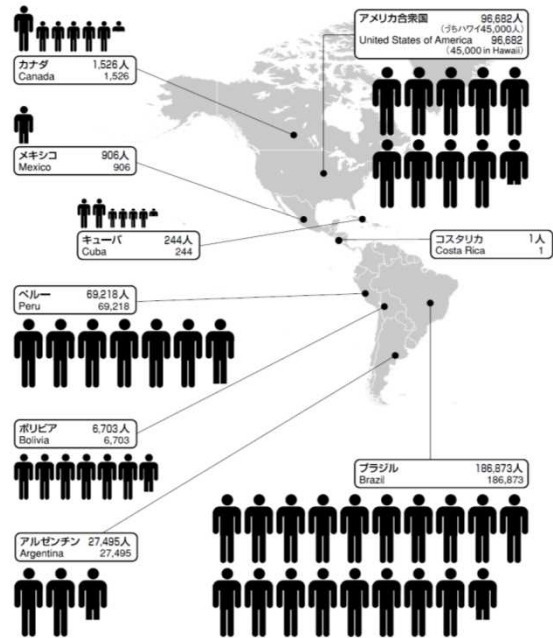 カナダ 1,526人
Canada 1,526
アメリカ合衆国 96,682人
(うちハワイ45,000人)
United States of America 96,682
(45,000 in Hawaii)
メキシコ 906人
Mexico 906
キューバ 244人
Cuba 244
コスタリカ 1人
Costa Rica 1
ペルー 69,218人
Peru 69,218
ボリビア 6,703人
Bolivia 6,703
ブラジル 186,873人
Brazil 186,873
アルゼンチン 27,495人
Argentina 27,495